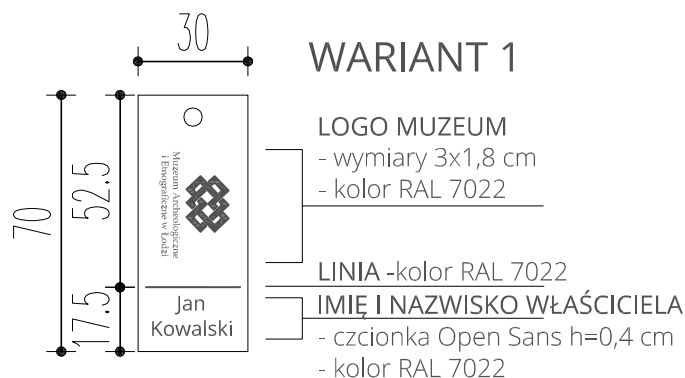 30
WARIANT 1
70
52.5
17.5
Muzeum Archeologiczne
i Etnograficzne w Łodzi
Jan
Kowalski
LOGO MUZEUM
- wymiary 3x1,8 cm
- kolor RAL 7022
LINIA -kolor RAL 7022
IMIĘ I NAZWISKO WŁAŚCICIELA
- czcionka Open Sans h=0,4 cm
- kolor RAL 7022